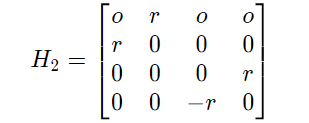 H₂ =
o r o o
r 0 0 0
0 0 0 r
0 0 −r 0